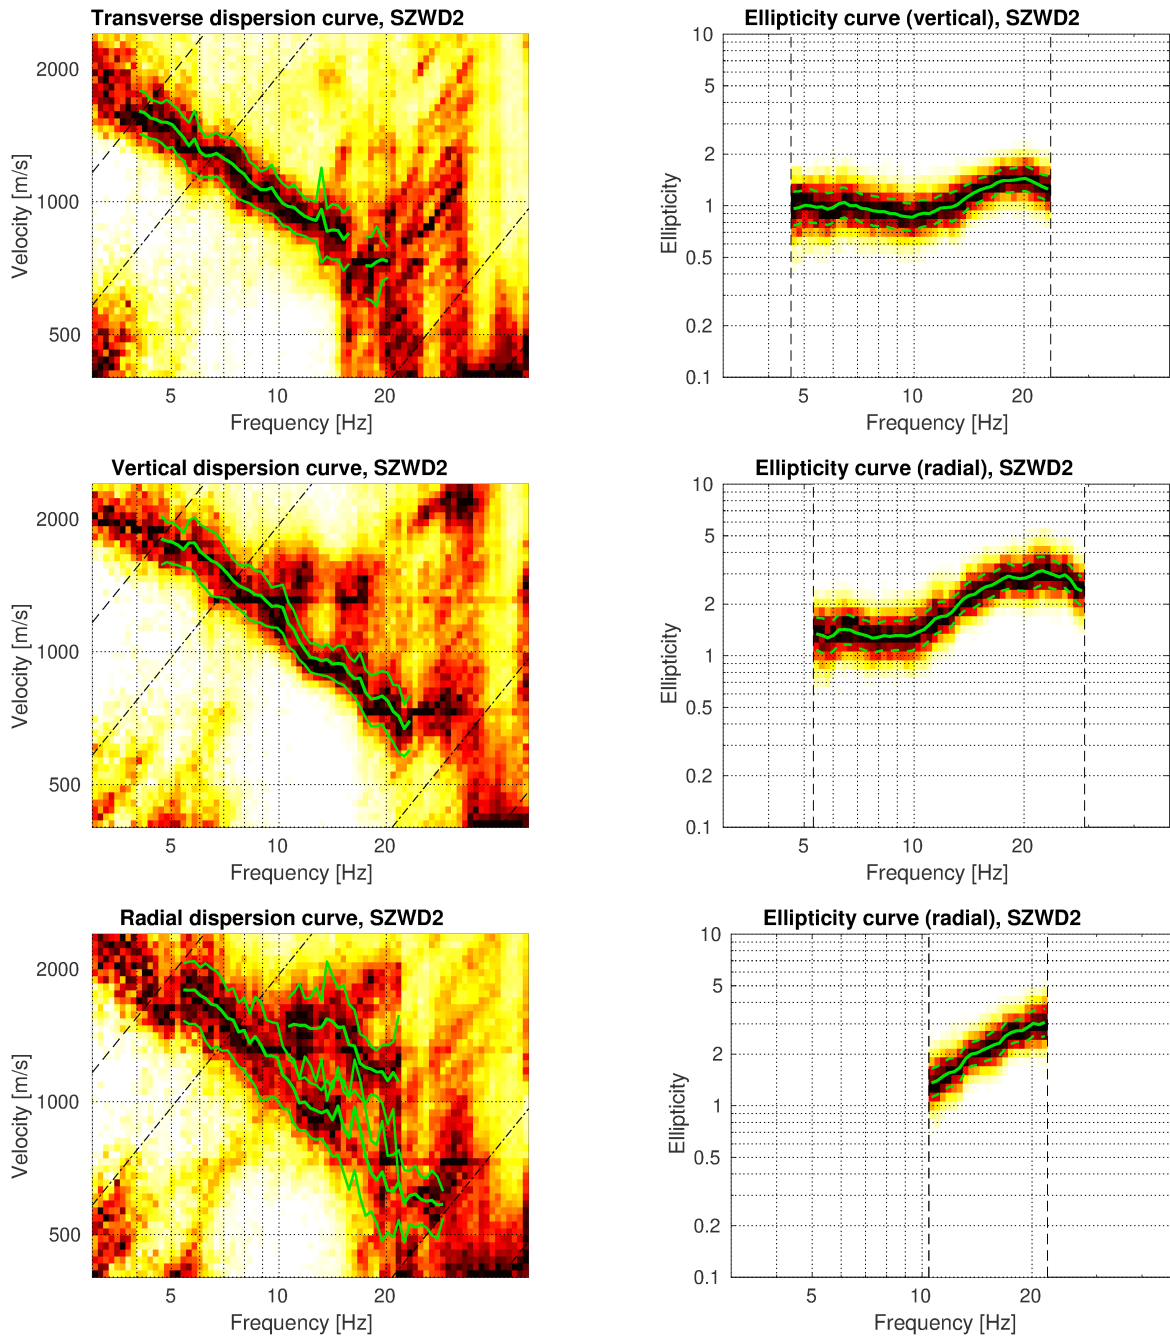 Transverse dispersion curve, SZWD2
2000
1000
500
Velocity [m/s]
5 10 20
Frequency [Hz]
Ellipticity curve (vertical), SZWD2
10
5
2
1
0.5
0.2
0.1
Ellipticity
5 10 20
Frequency [Hz]
Vertical dispersion curve, SZWD2
2000
1000
500
Velocity [m/s]
5 10 20
Frequency [Hz]
Ellipticity curve (radial), SZWD2
10
5
2
1
0.5
0.2
0.1
Ellipticity
5 10 20
Frequency [Hz]
Radial dispersion curve, SZWD2
2000
1000
500
Velocity [m/s]
5 10 20
Frequency [Hz]
Ellipticity curve (radial), SZWD2
10
5
2
1
0.5
0.2
0.1
Ellipticity
5 10 20
Frequency [Hz]